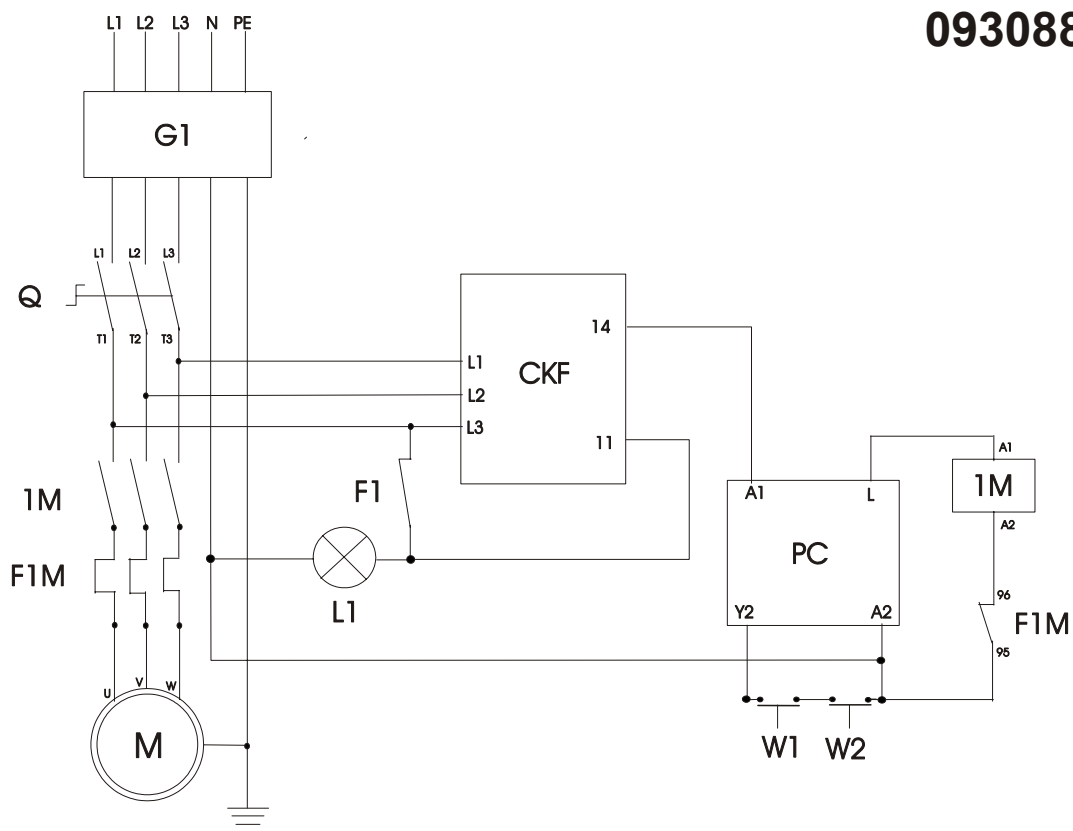 L1 L2 L3 N PE
093088
G1
L1 L2 L3
Q
T1 T2 T3
14
L1
CKF
L2
L3
11
A1
F1
1M
A1 L
1M
A2
PC
F1M
L1
96
Y2 A2
F1M
95
U V W
M
W1 W2